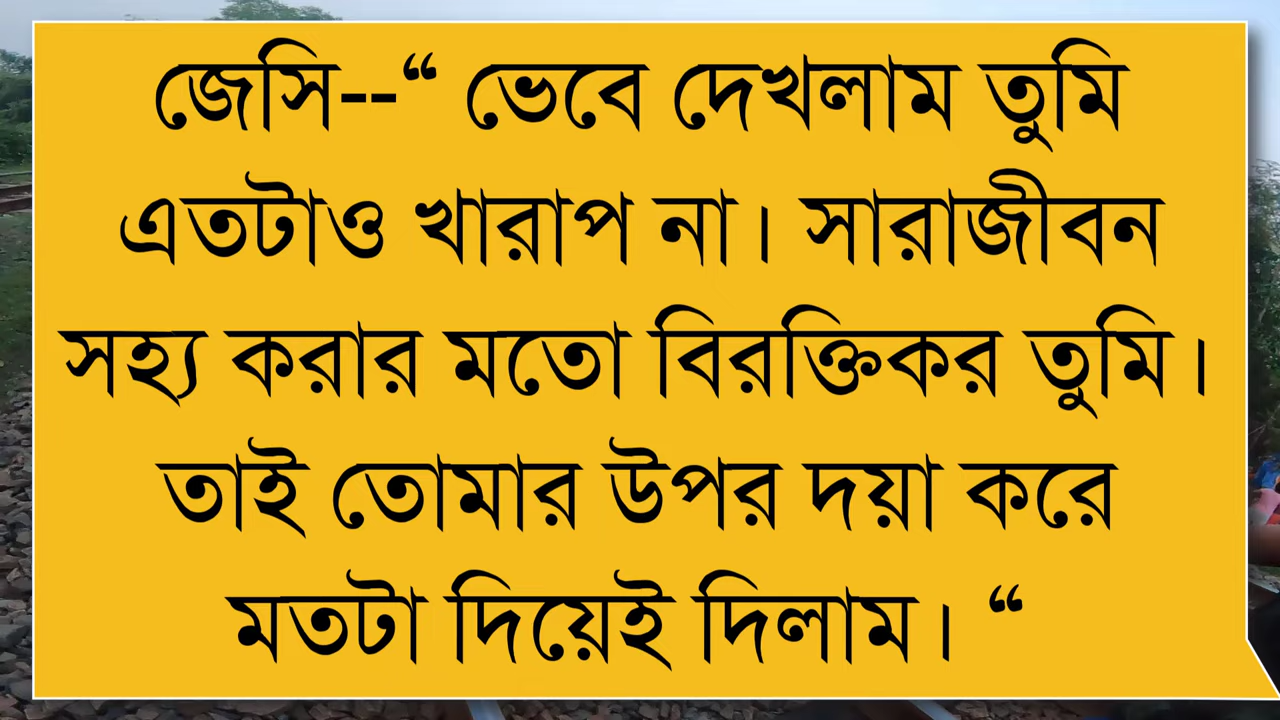 জেসি--“ ভেবে দেখলাম তুমি
এতটাও খারাপ না। সারাজীবন
সহ্য করার মতো বিরক্তিকর তুমি।
তাই তোমার উপর দয়া করে
মতটা দিয়েই দিলাম। “